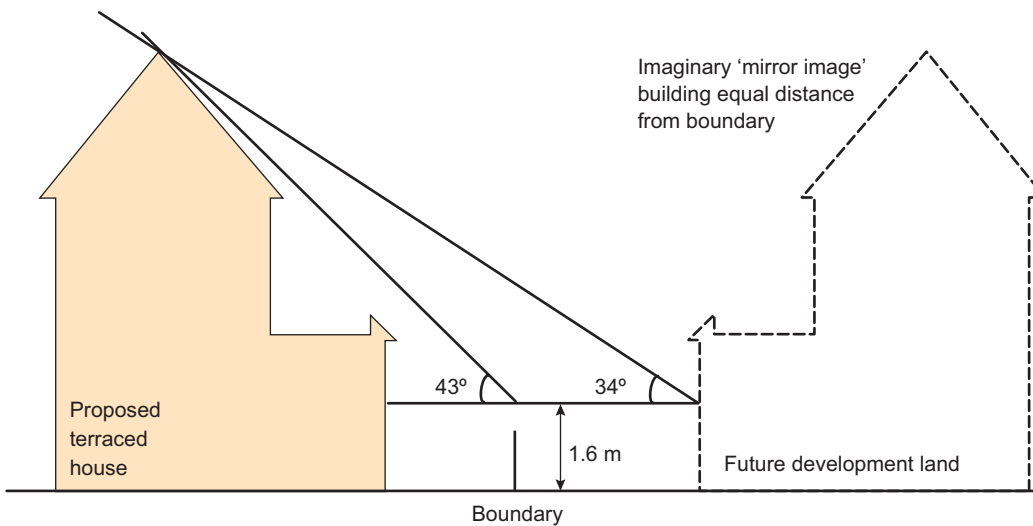 Imaginary ‘mirror image’
building equal distance
from boundary
43º
34º
Proposed
terraced
house
1.6 m
Future development land
Boundary